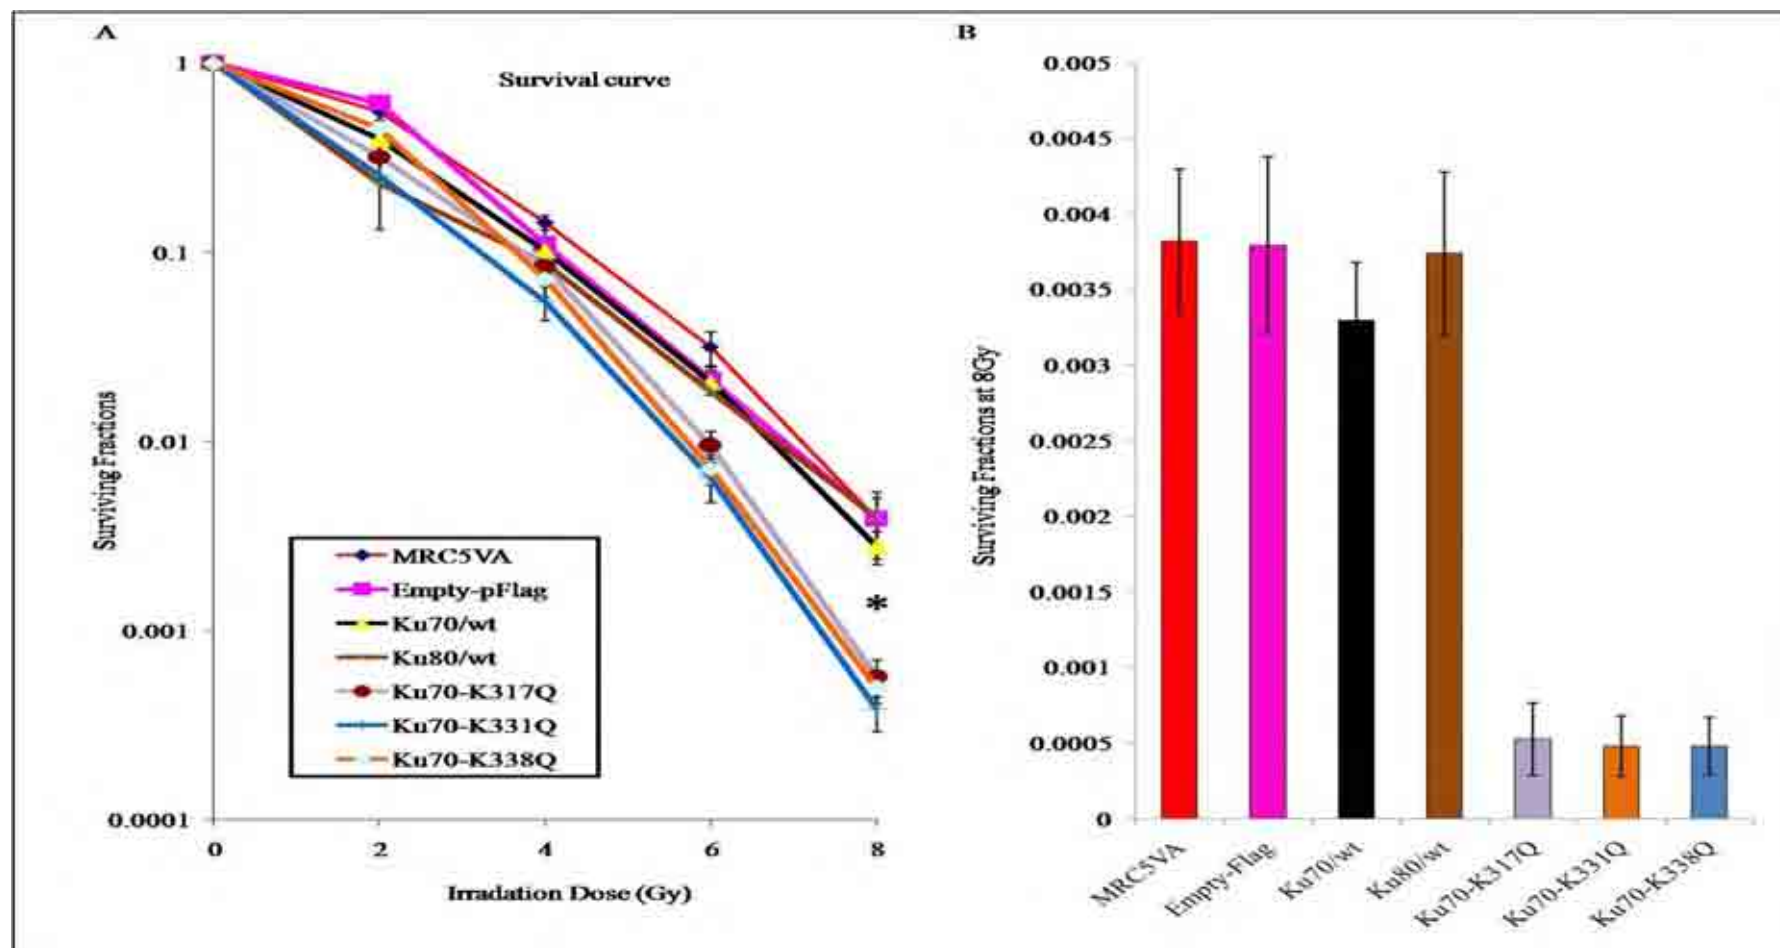 A
Survival curve
1
0.1
0.01
0.001
0.0001
Surviving Fractions
MRC5VA
Empty-pFlag
Ku70/wt
Ku80/wt
Ku70-K317Q
Ku70-K331Q
Ku70-K338Q
*
0 2 4 6 8
Irradation Dose (Gy)
B
0.005
0.0045
0.004
0.0035
0.003
0.0025
0.002
0.0015
0.001
0.0005
0
Surviving Fractions at 8Gy
MRC5VA
Empty-Flag
Ku70/wt
Ku80/wt
Ku70-K317Q
Ku70-K331Q
Ku70-K338Q